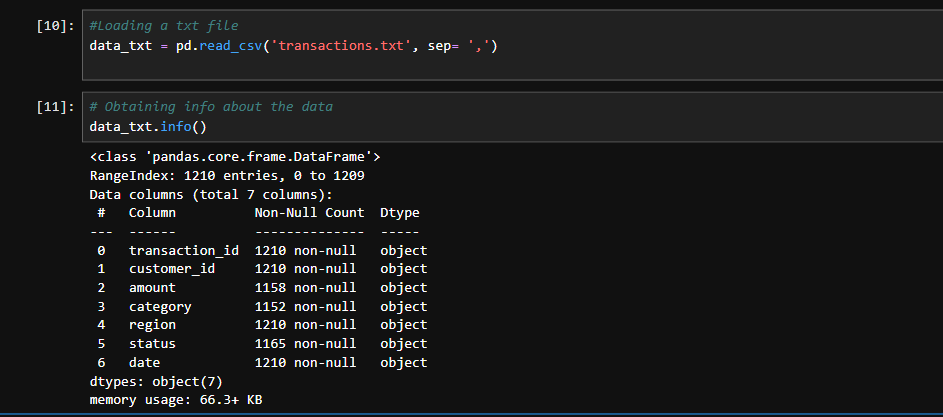 [10]: #Loading a txt file
data_txt = pd.read_csv('transactions.txt', sep= ',')
[11]: # Obtaining info about the data
data_txt.info()
<class 'pandas.core.frame.DataFrame'>
RangeIndex: 1210 entries, 0 to 1209
Data columns (total 7 columns):
 #   Column          Non-Null Count  Dtype
---  ------          --------------  -----
 0   transaction_id  1210 non-null   object
 1   customer_id     1210 non-null   object
 2   amount          1158 non-null   object
 3   category        1152 non-null   object
 4   region          1210 non-null   object
 5   status          1165 non-null   object
 6   date            1210 non-null   object
dtypes: object(7)
memory usage: 66.3+ KB